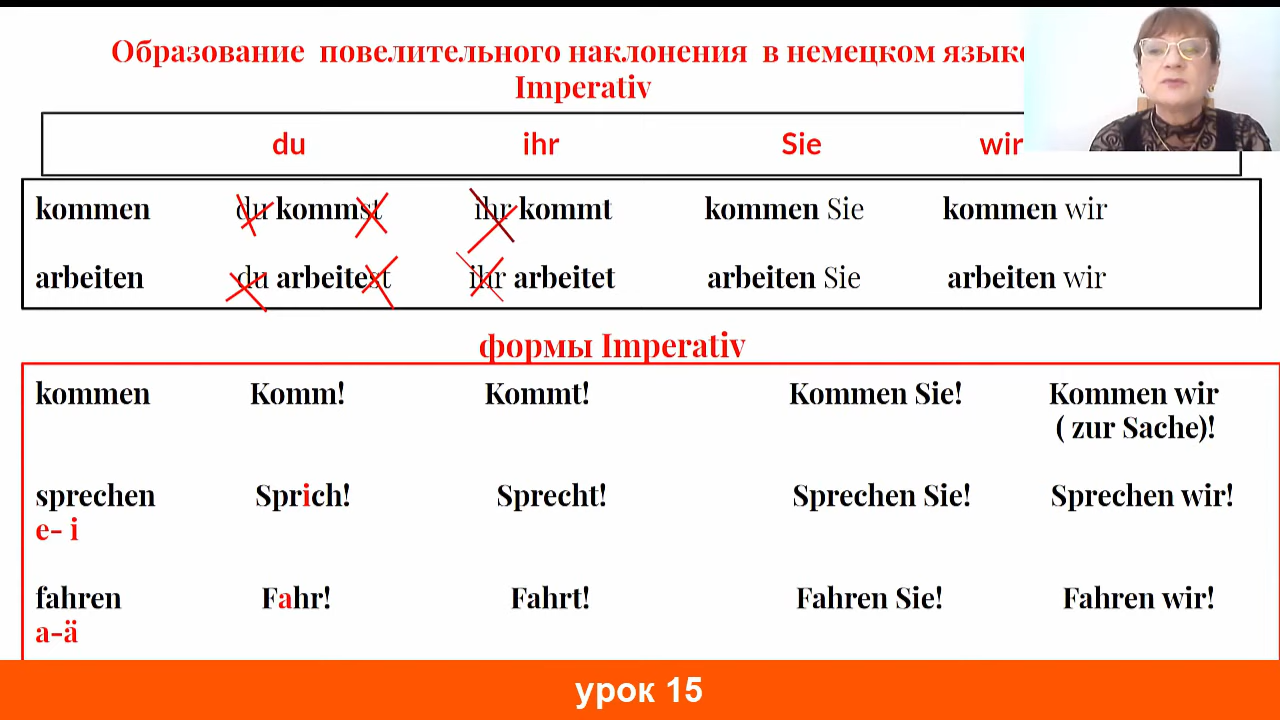 Образование повелительного наклонения в немецком языке
Imperativ
du ihr Sie wir
kommen du kommst ihr kommt kommen Sie kommen wir
arbeiten du arbeitest ihr arbeitet arbeiten Sie arbeiten wir
формы Imperativ
kommen Komm! Kommt! Kommen Sie! Kommen wir
( zur Sache)!
sprechen Sprich! Sprecht! Sprechen Sie! Sprechen wir!
e- i
fahren Fahr! Fahrt! Fahren Sie! Fahren wir!
a-ä
урок 15